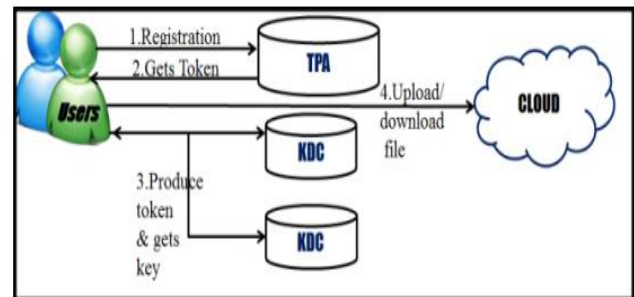 1.Registration
2.Gets Token
TPA
Users
4.Upload/
download
file
CLOUD
KDC
3.Produce
token
& gets
key
KDC